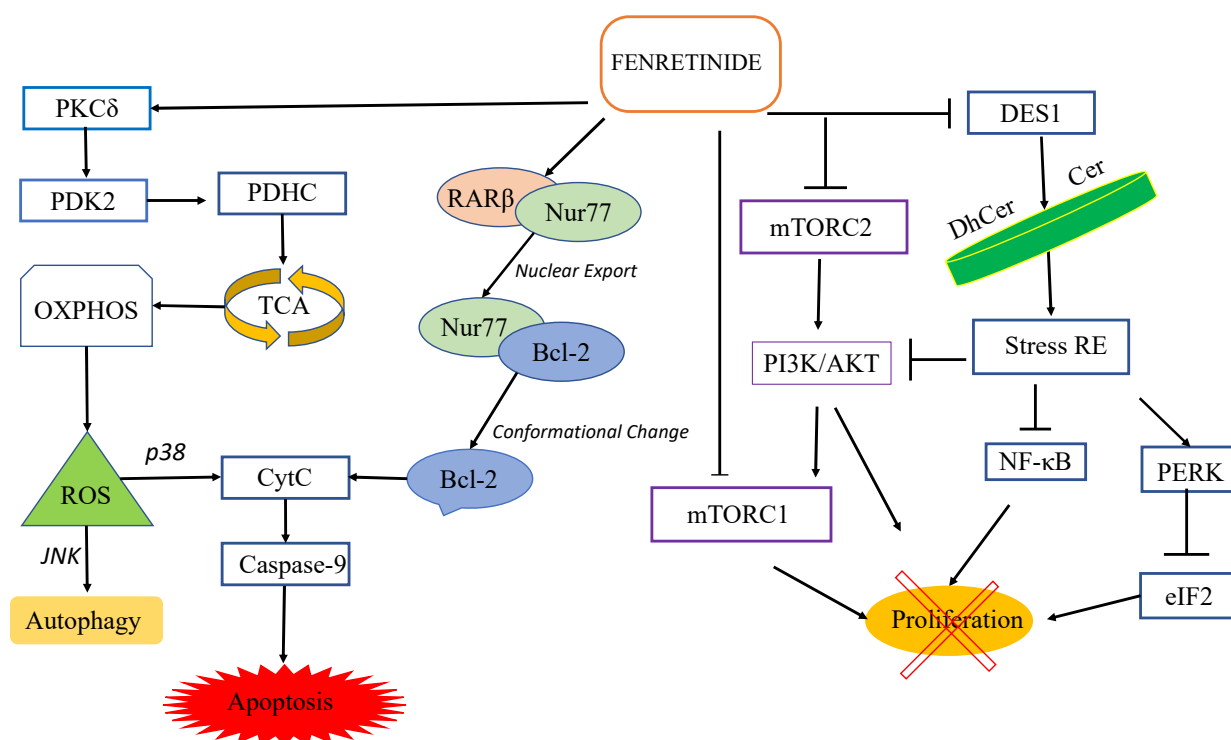 FENRETINIDE
PKCδ
DES1
PDK2
PDHC
RARβ
Nur77
mTORC2
DhCer
Cer
Nuclear Export
OXPHOS
TCA
Nur77
Bcl-2
PI3K/AKT
Stress RE
Conformational Change
p38
ROS
CytC
Bcl-2
NF-κB
PERK
mTORC1
JNK
Caspase-9
eIF2
Autophagy
Proliferation
Apoptosis